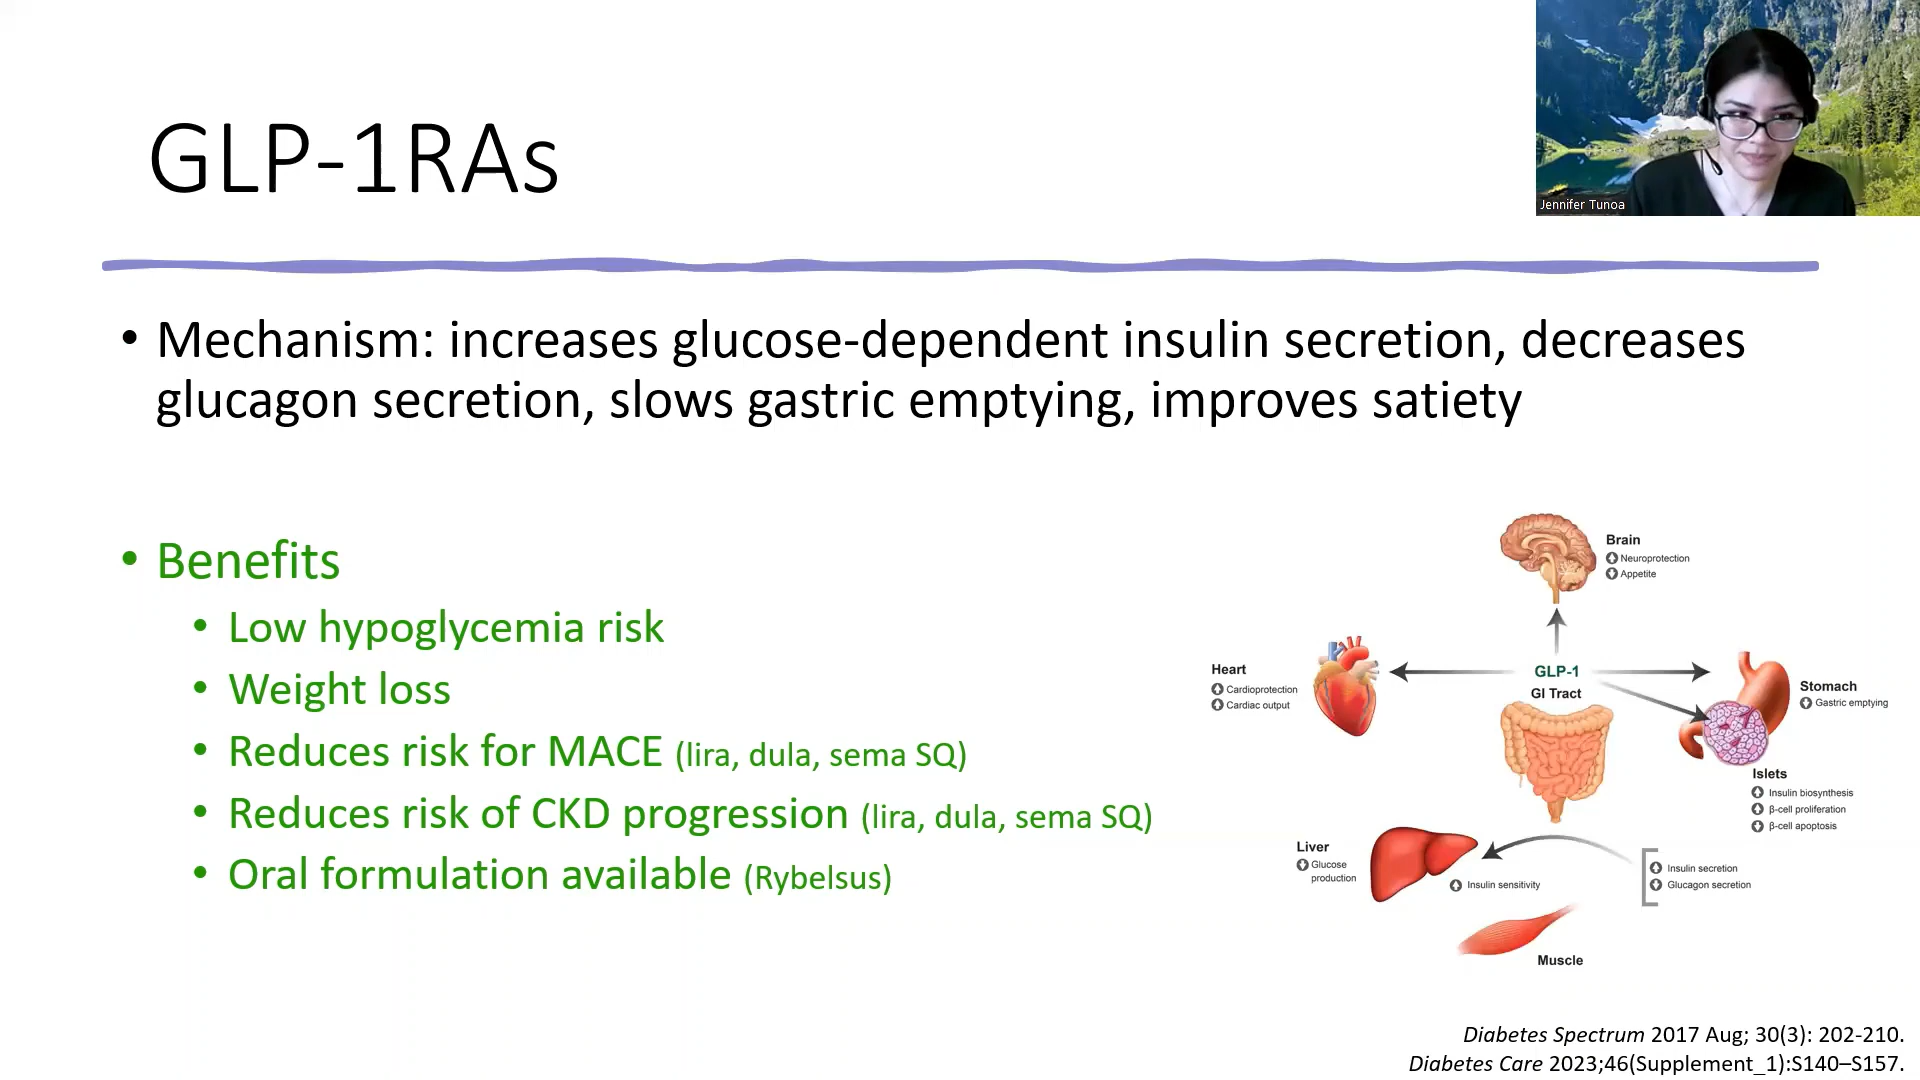 GLP-1RAs
Jennifer Tunoa
• Mechanism: increases glucose-dependent insulin secretion, decreases
glucagon secretion, slows gastric emptying, improves satiety
• Benefits
• Low hypoglycemia risk
• Weight loss
• Reduces risk for MACE (lira, dula, sema SQ)
• Reduces risk of CKD progression (lira, dula, sema SQ)
• Oral formulation available (Rybelsus)
Brain
Neuroprotection
Appetite
Heart
Cardioprotection
Cardiac output
GLP-1
GI Tract
Stomach
Gastric emptying
Islets
Insulin biosynthesis
β-cell proliferation
β-cell apoptosis
Liver
Glucose
production
Insulin sensitivity
Insulin secretion
Glucagon secretion
Muscle
Diabetes Spectrum 2017 Aug; 30(3): 202-210.
Diabetes Care 2023;46(Supplement_1):S140–S157.